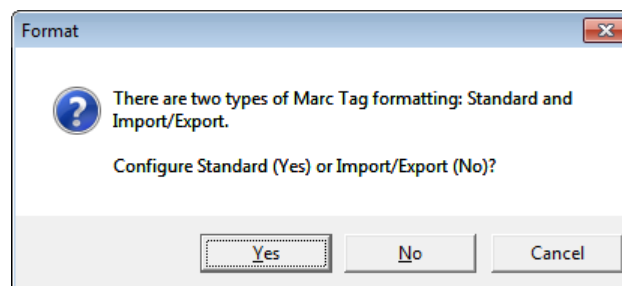 Format
There are two types of Marc Tag formatting: Standard and
Import/Export.
Configure Standard (Yes) or Import/Export (No)?
Yes
No
Cancel